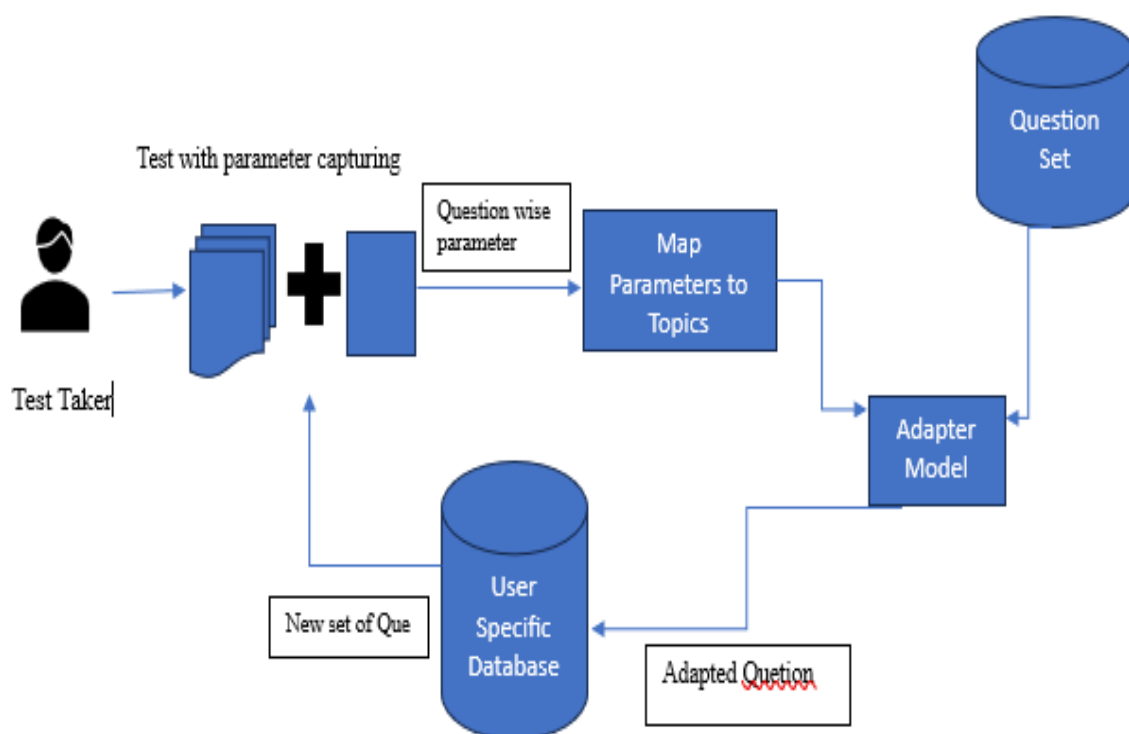 Question
Set
Test with parameter capturing
Question wise
parameter
Map
Parameters to
Topics
Test Taker
Adapter
Model
User
Specific
Database
New set of Que
Adapted Quetion